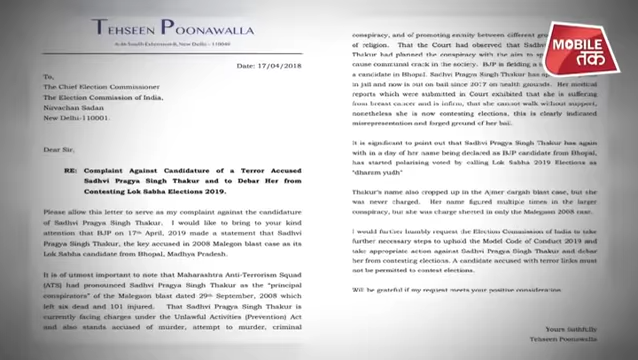 TEHSEEN POONAWALLA
Date: 17/04/2018
To,
The Chief Election Commissioner
The Election Commission of India,
Nirvachan Sadan
New Delhi-110001.
Dear Sir,
RE: Complaint Against Candidature of a Terror Accused
Sadhvi Pragya Singh Thakur and to Debar Her from
Contesting Lok Sabha Elections 2019.
Please allow this letter to serve as my complaint against the candidature
of Sadhvi Pragya Singh Thakur. I would like to bring to your kind
attention that BJP on 17th April, 2019 made a statement that Sadhvi
Pragya Singh Thakur, the key accused in 2008 Malegon blast case as its
Lok Sabha candidate from Bhopal, Madhya Pradesh.
It is of utmost important to note that Maharashtra Anti-Terrorism Squad
(ATS) had pronounced Pragya Singh Thakur as the "principal
conspirators" of the Malegon blast dated 29th September, 2008 which
left six dead and 101 injured. That Sadhvi Pragya Singh Thakur is
currently facing charges under the Unlawful Activities (Prevention) Act
and also stands accused of murder, attempt to murder, criminal
conspiracy, and of promoting enmity between different
of religion. That the Court had observed that Sadhvi
Thakur had planned the conspiracy with the aim to
cause communal crack in the society. BJP is fielding a
a candidate in Bhopal. Sadhvi Pragya Singh Thakur has
in jail and now is out on bail since 2017 on health grounds. Her medical
reports which were submitted in Court exhibited that she is suffering
from breast cancer and is infirm, that she cannot walk without support,
nonetheless she is now contesting elections, this is clearly indicated
misrepresentation and forged ground of her bail.
It is significant to point out that Sadhvi Pragya Singh Thakur has again
with in a day of her name being declared as BJP candidate from Bhopal,
has started polarising voted by calling Lok Sabha 2019 Elections as
"dharam yudh"
Thakur's name also cropped up in the Ajmer dargah blast case, but she
was never charged. Her name figured multiple times in the larger
conspiracy, but she was charge sheeted in only the Malegaon 2008 case.
I would further humbly request the Election Commission of India to take
further necessary steps to uphold the Model Code of Conduct 2019 and
take appropriate action against Sadhvi Pragya Singh Thakur and debar
her from contesting elections. A candidate accused with terror links must
not be permitted to contest elections.
Will be grateful if my request meets your positive consideration.
Yours faithfully
Tehseen Poonawalla
MOBILE
तक